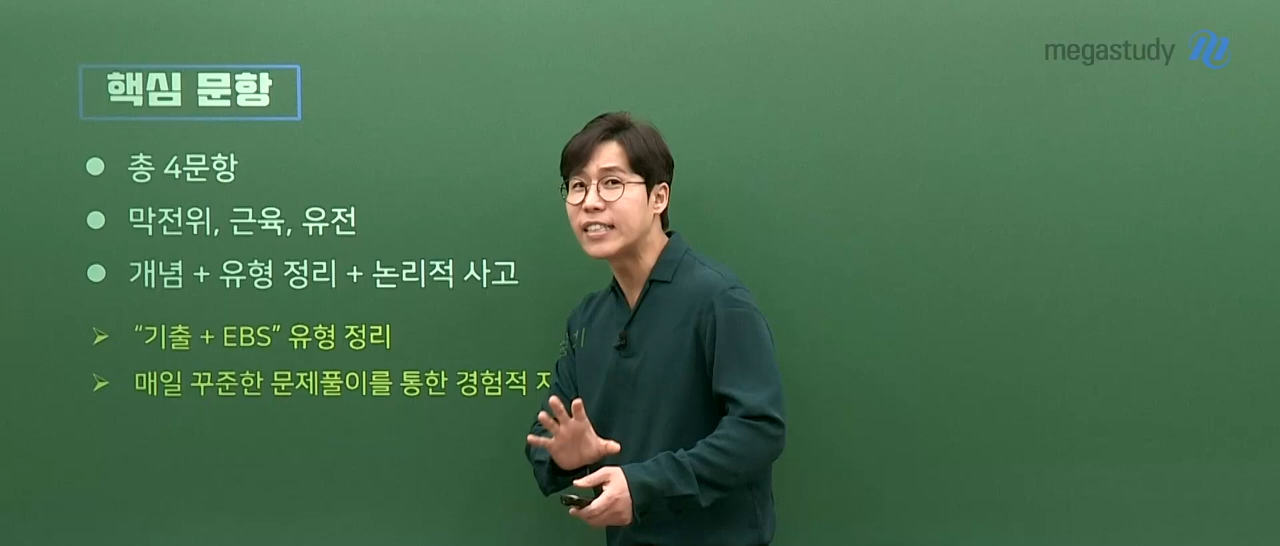 megastudy
핵심 문항
총 4문항
막전위, 근육, 유전
개념 + 유형 정리 + 논리적 사고
“기출 + EBS” 유형 정리
매일 꾸준한 문제풀이를 통한 경험적